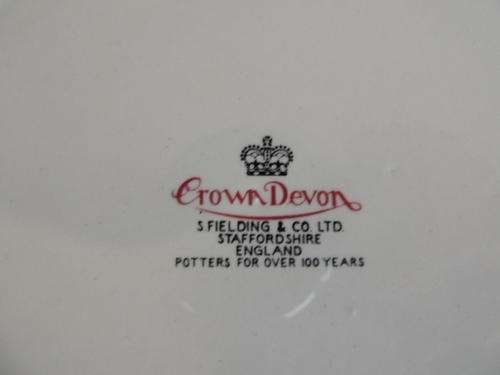 Crown Devon
S. FIELDING & CO. LTD.
STAFFORDSHIRE
ENGLAND
POTTERS FOR OVER 100 YEARS